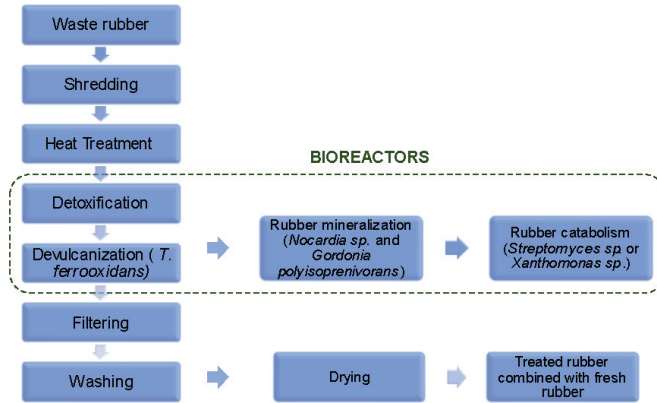 Waste rubber
Shredding
Heat Treatment
BIOREACTORS
Detoxification
Devulcanization ( T.
ferrooxidans)
Rubber mineralization
(Nocardia sp. and
Gordonia
polyisoprenivorans)
Rubber catabolism
(Streptomyces sp. or
Xanthomonas sp.)
Filtering
Washing
Drying
Treated rubber
combined with fresh
rubber